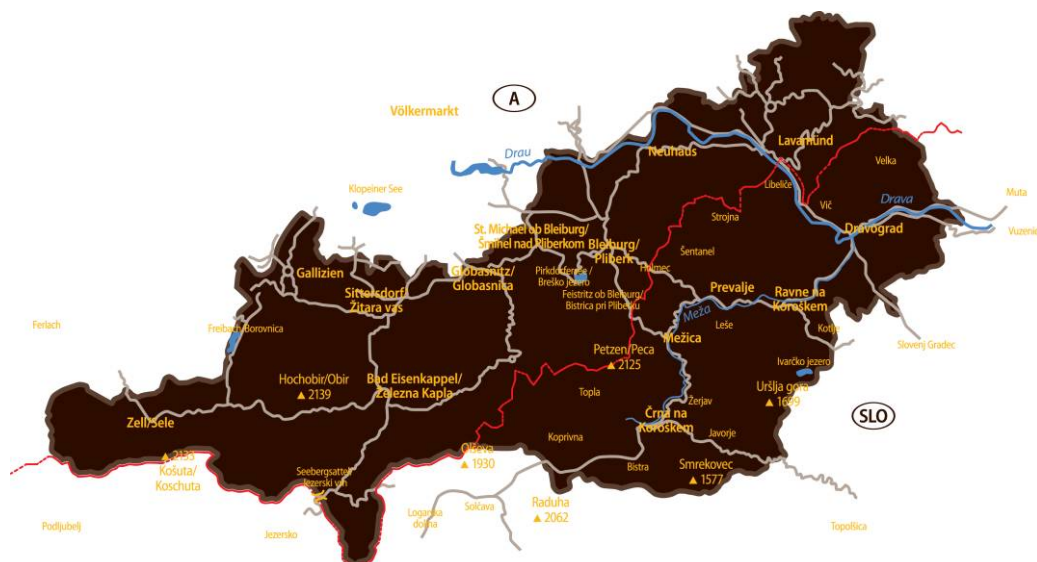 A
Völkermarkt
Drau
Neuhaus
Lavamünd
Velka
Libeliče
Klopeiner See
Muta
Vič
Drava
Strojna
Vuzenica
Dravograd
St. Michael ob Bleiburg/
Šmihel nad Pliberkom
Bleiburg/
Pliberk
Šentanel
Holmec
Gallizien
Globasnitz/
Globasnica
Pirkdorfersee /
Breško jezero
Feistritz ob Bleiburg/
Bistrica pri Pliberku
Sittersdorf/
Žitara vas
Prevalje
Ravne na
Koroškem
Meža
Leše
Kotlje
Ferlach
Freibach/Borovnica
Mežica
Slovenj Gradec
Petzen/Peca
▲ 2125
Ivarčko jezero
Hochobir/Obir
▲ 2139
Bad Eisenkappel/
Železna Kapla
Topla
Uršlja gora
▲ 1699
Žerjav
Zell/Sele
Črna na
Koroškem
SLO
Koprivna
Javorje
▲ 2133
Košuta/
Koschuta
Olševa
▲ 1930
Bistra
Smrekovec
▲ 1577
Seebergsattel/
Jezerski vrh
Raduha
▲ 2062
Solčava
Logarska
dolina
Podljubelj
Jezersko
Topolšica